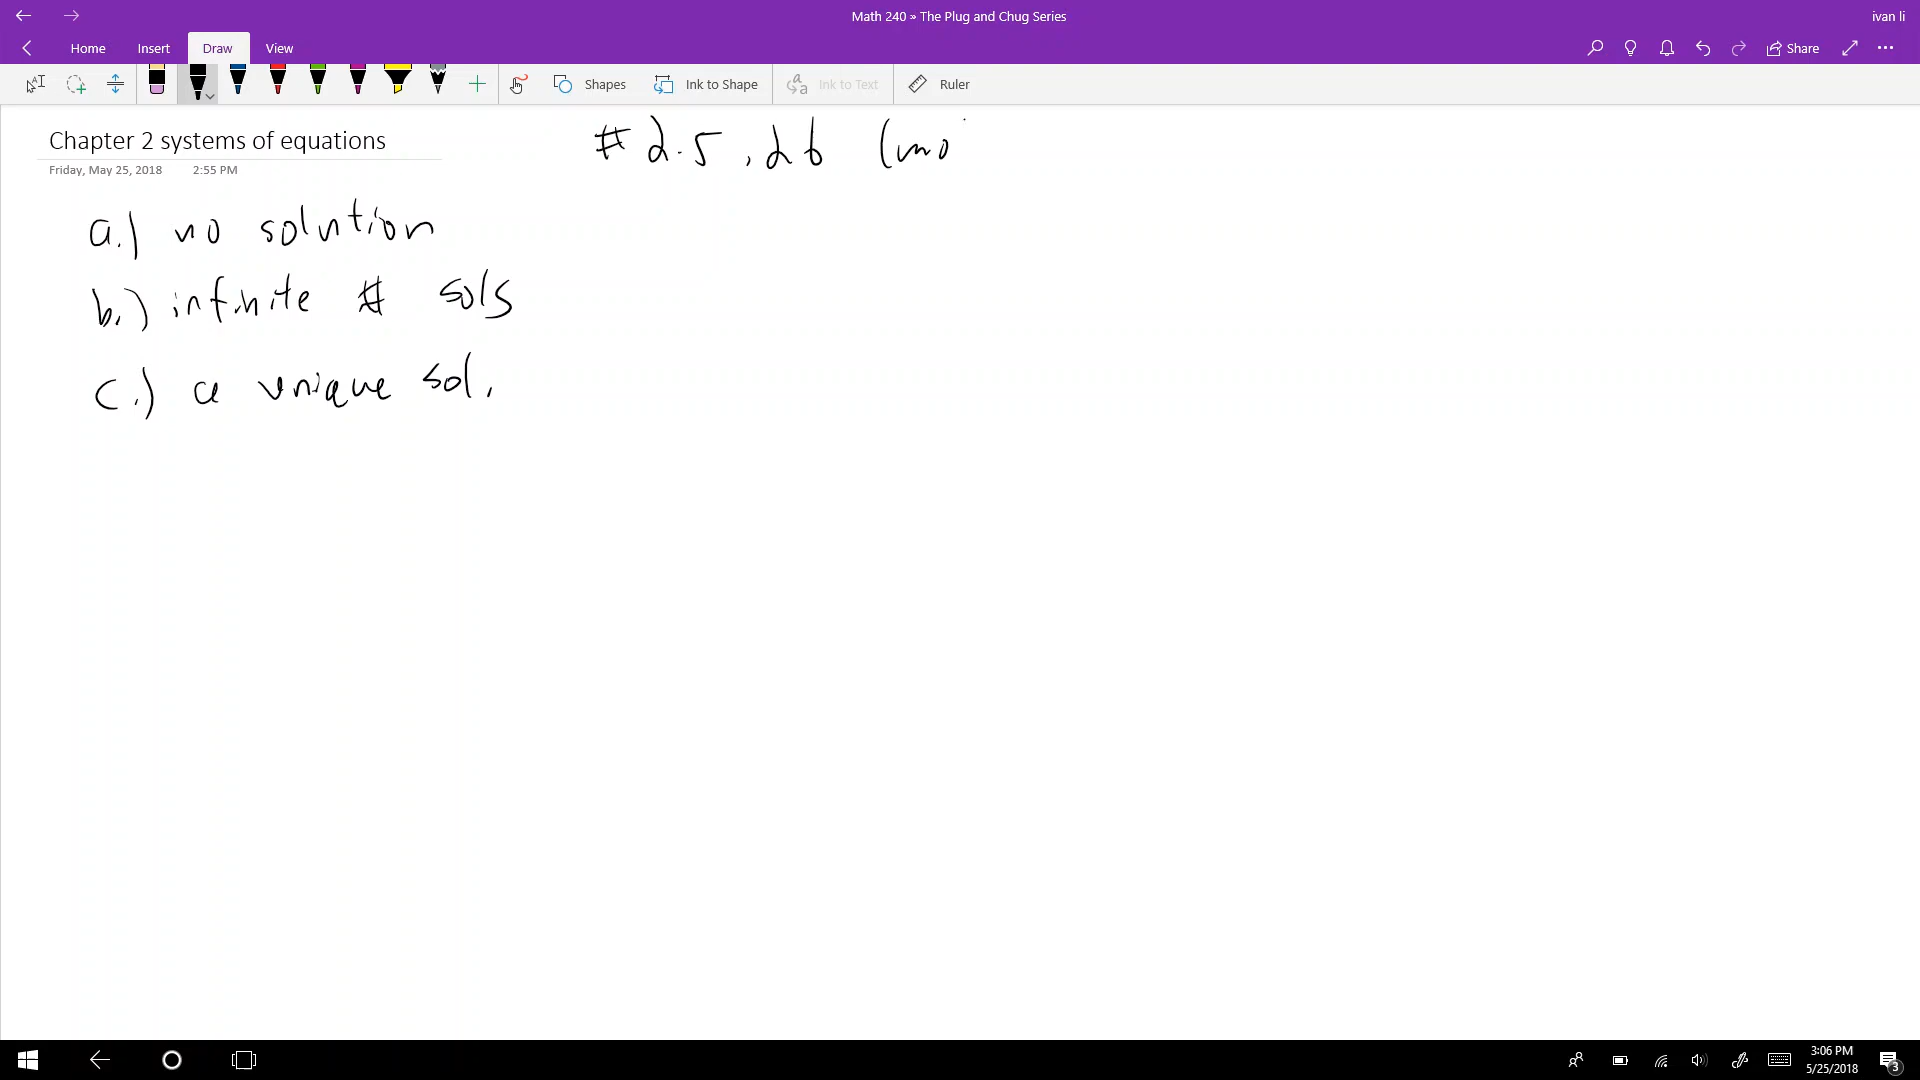 Math 240 » The Plug and Chug Series
ivan li
Home Insert Draw View
Share
Shapes Ink to Shape Ink to Text Ruler
Chapter 2 systems of equations
Friday, May 25, 2018 2:55 PM
# 2.5, 26 (mo
a.) no solution
b.) infinite # sols
c.) a unique sol.
3:06 PM
5/25/2018
3